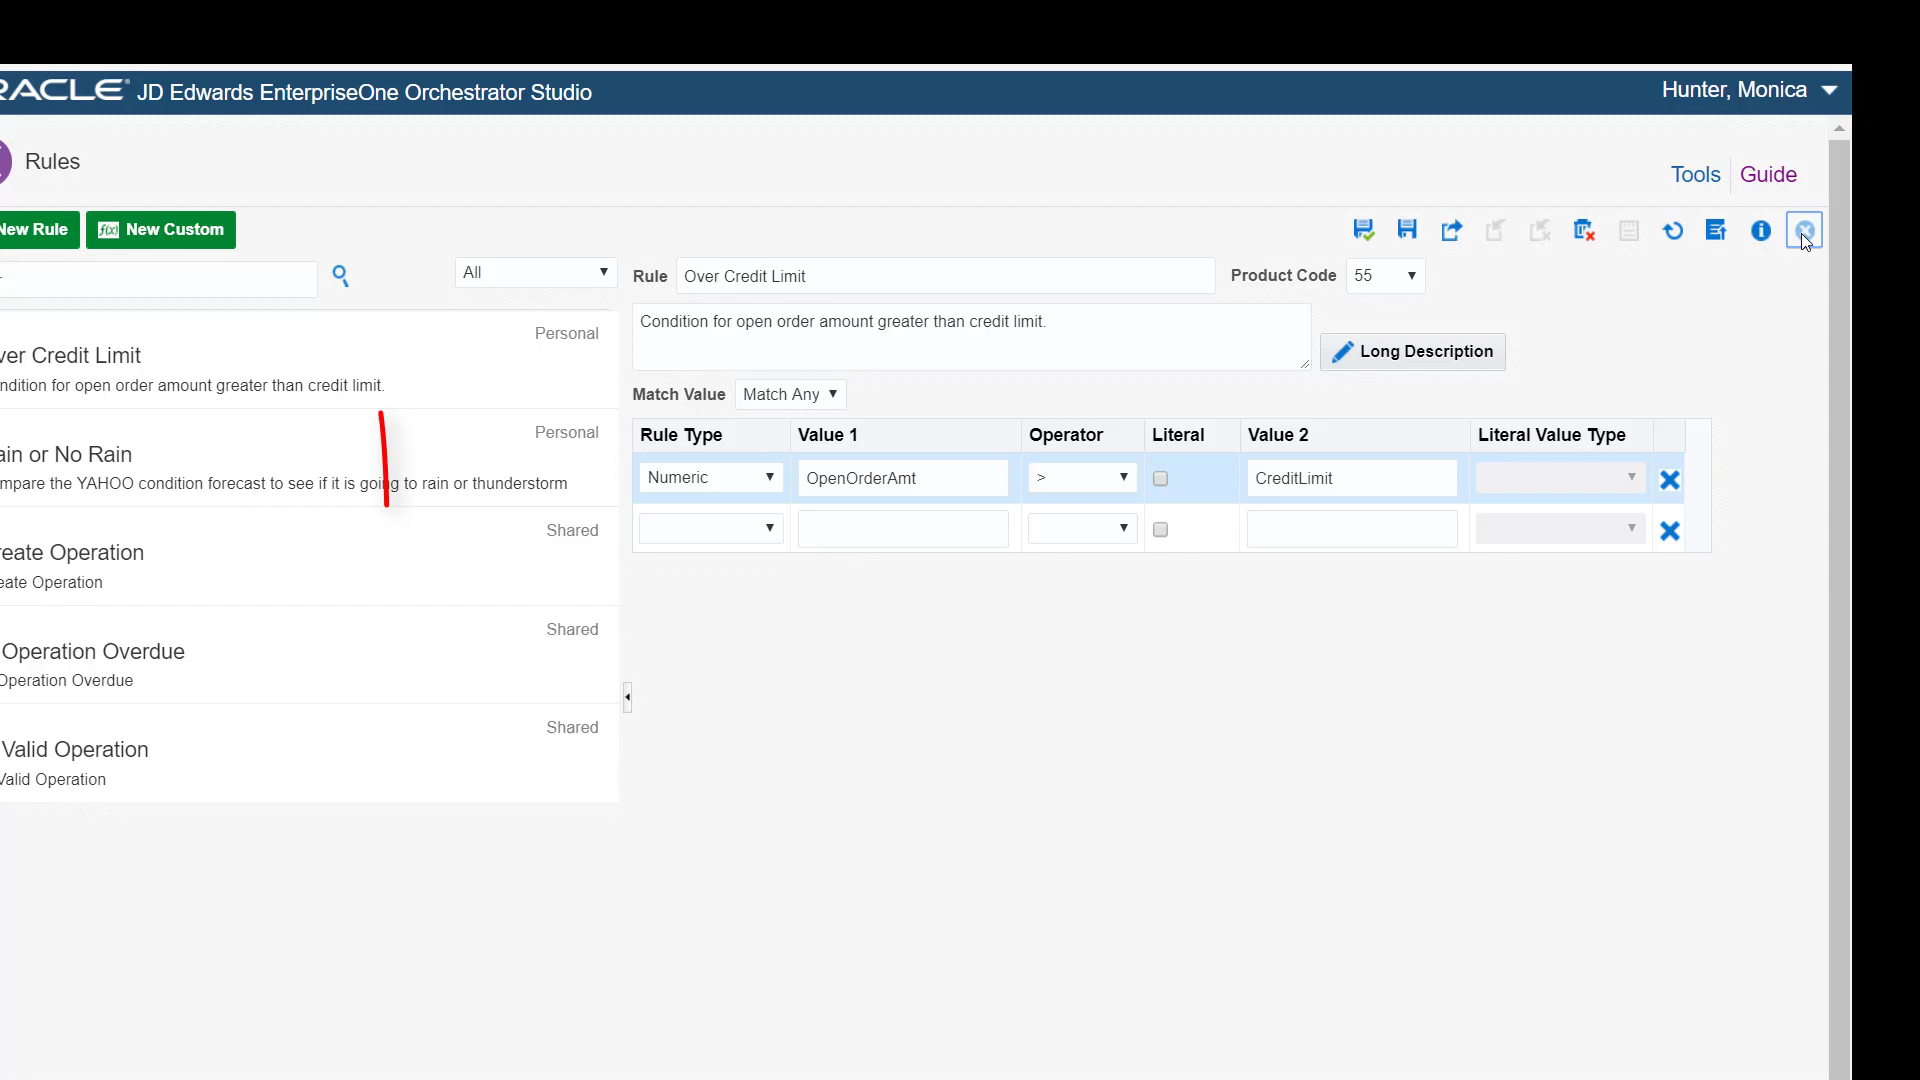 RACLE JD Edwards EnterpriseOne Orchestrator Studio
Hunter, Monica
Rules
Tools
Guide
New Rule
f(x) New Custom
All
Rule
Over Credit Limit
Product Code
55
Condition for open order amount greater than credit limit.
Long Description
Match Value
Match Any
Rule Type
Value 1
Operator
Literal
Value 2
Literal Value Type
Numeric
OpenOrderAmt
>
CreditLimit
Personal
ver Credit Limit
ndition for open order amount greater than credit limit.
Personal
ain or No Rain
mpare the YAHOO condition forecast to see if it is going to rain or thunderstorm
Shared
reate Operation
eate Operation
Shared
Operation Overdue
Operation Overdue
Shared
Valid Operation
Valid Operation